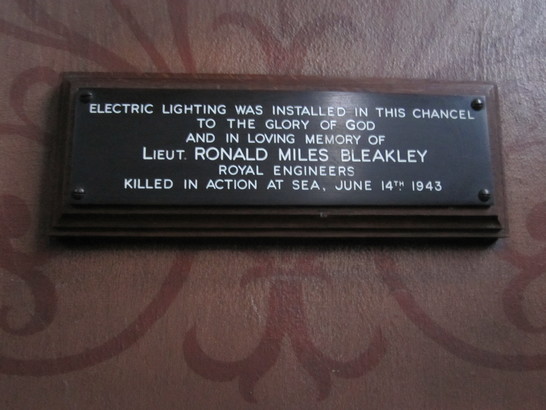 ELECTRIC LIGHTING WAS INSTALLED IN THIS CHANCEL
TO THE GLORY OF GOD
AND IN LOVING MEMORY OF
LIEUT. RONALD MILES BLEAKLEY
ROYAL ENGINEERS
KILLED IN ACTION AT SEA, JUNE 14TH 1943